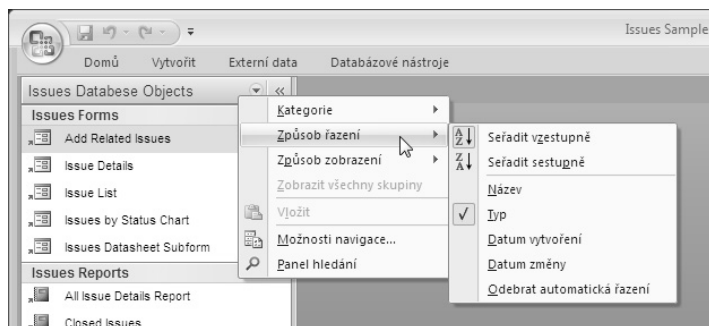 Issues Sample
Domů Vytvořit Externí data Databázové nástroje
Issues Databese Objects
Issues Forms
Add Related Issues
Issue Details
Issue List
Issues by Status Chart
Issues Datasheet Subform
Issues Reports
All Issue Details Report
Closed Issues
Kategorie
Způsob řazení
Způsob zobrazení
Zobrazit všechny skupiny
Vložit
Možnosti navigace...
Panel hledání
Seřadit vzestupně
Seřadit sestupně
Název
Typ
Datum vytvoření
Datum změny
Odebrat automatická řazení